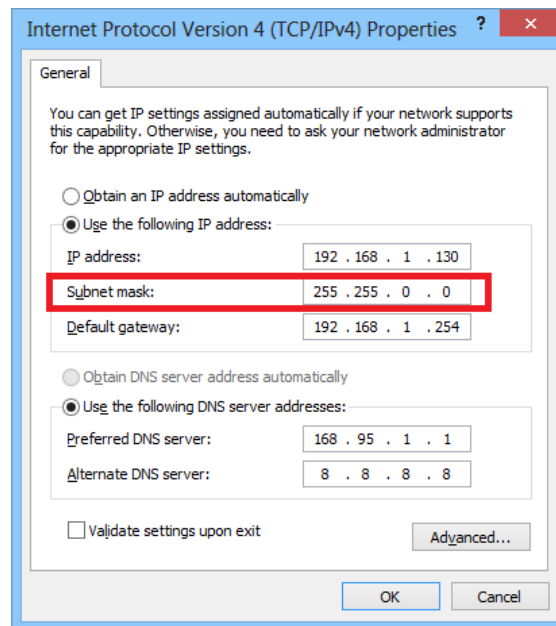 Internet Protocol Version 4 (TCP/IPv4) Properties ? ×
General
You can get IP settings assigned automatically if your network supports
this capability. Otherwise, you need to ask your network administrator
for the appropriate IP settings.
Obtain an IP address automatically
Use the following IP address:
IP address: 192 . 168 . 1 . 130
Subnet mask: 255 . 255 . 0 . 0
Default gateway: 192 . 168 . 1 . 254
Obtain DNS server address automatically
Use the following DNS server addresses:
Preferred DNS server: 168 . 95 . 1 . 1
Alternate DNS server: 8 . 8 . 8 . 8
Validate settings upon exit
Advanced...
OK Cancel